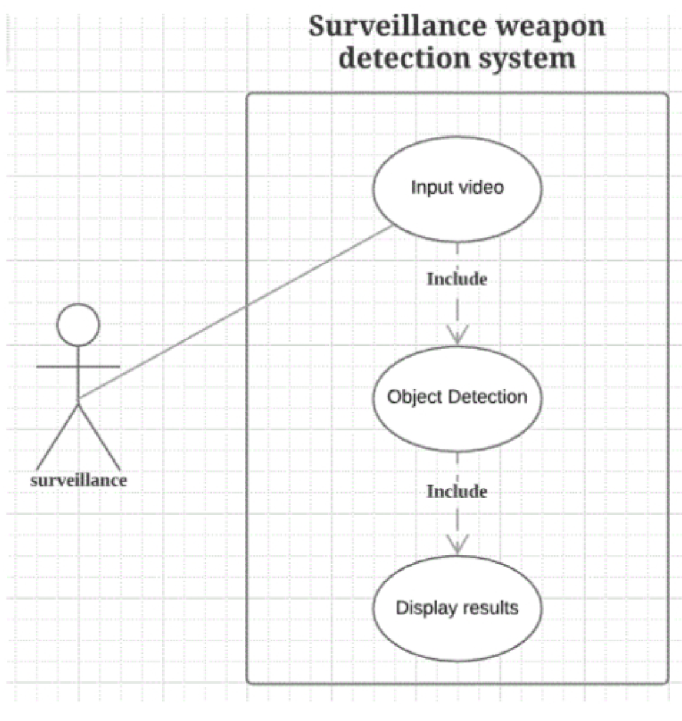 Surveillance weapon
detection system
Input video
Include
Object Detection
Include
Display results
surveillance